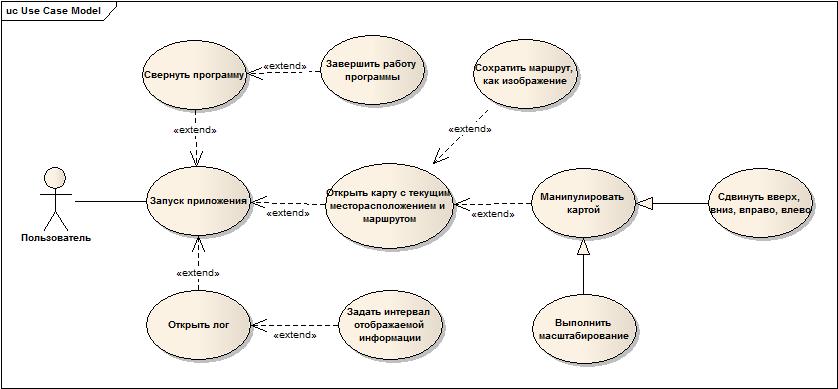 uc Use Case Model
Свернуть программу
«extend»
Завершить работу
программы
Сохратить маршрут,
как изображение
«extend»
«extend»
Пользователь
Запуск приложения
«extend»
Открыть карту с текущим
месторасположением и
маршрутом
«extend»
Манипулировать
картой
Сдвинуть вверх,
вниз, вправо, влево
«extend»
Открыть лог
«extend»
Задать интервал
отображаемой
информации
Выполнить
масштабирование